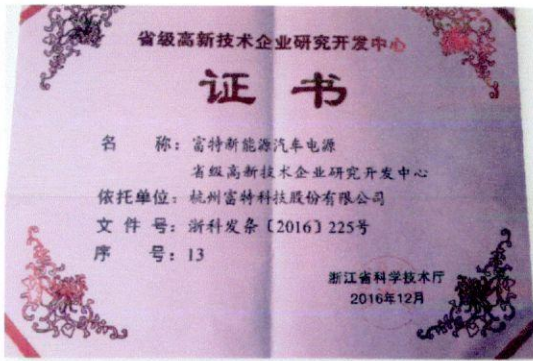 省级高新技术企业研究开发中心
证书
名 称：富特新能源汽车电源
省级高新技术企业研究开发中心
依托单位：杭州富特科技股份有限公司
文件号：浙科发条〔2016〕225号
序 号：13
浙江省科学技术厅
2016年12月